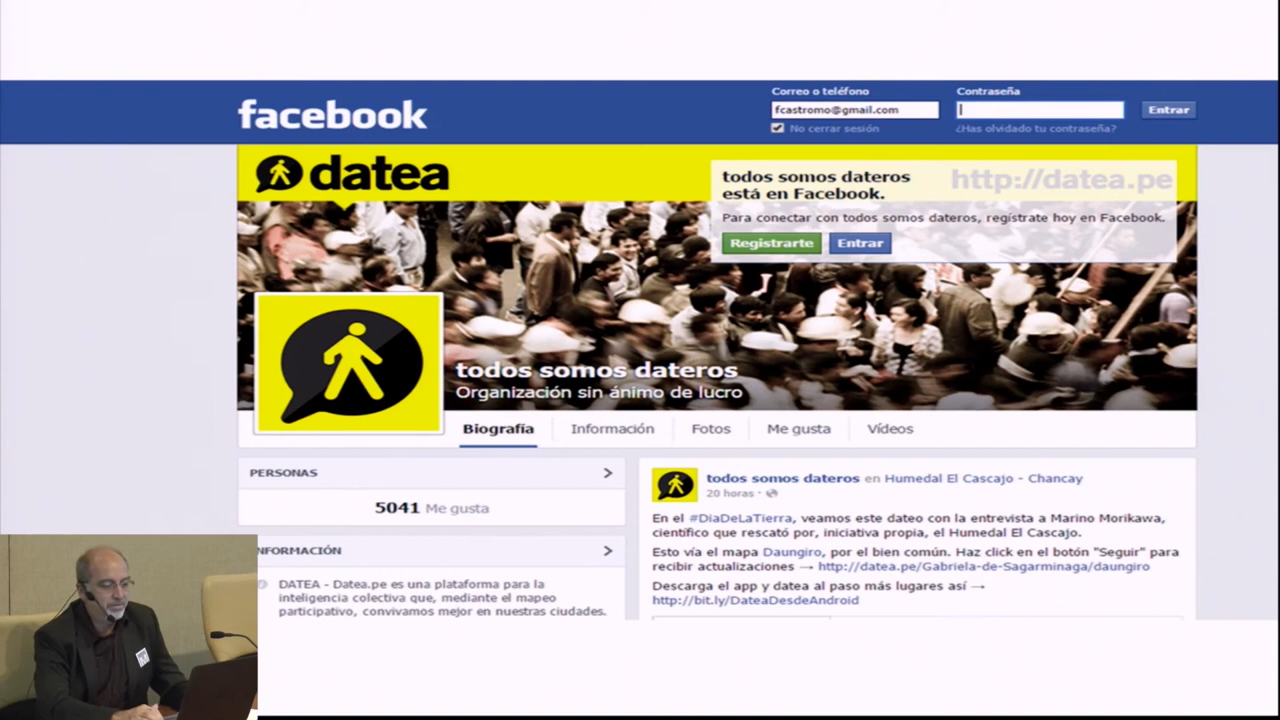 Correo o teléfono
Contraseña
facebook
fcastromo@gmail.com
Entrar
No cerrar sesión
¿Has olvidado tu contraseña?
datea
todos somos dateros
está en Facebook.
http://datea.pe
Para conectar con todos somos dateros, regístrate hoy en Facebook.
Registrarte
Entrar
todos somos dateros
Organización sin ánimo de lucro
Biografía
Información
Fotos
Me gusta
Vídeos
PERSONAS
5041 Me gusta
INFORMACIÓN
DATEA - Datea.pe es una plataforma para la
inteligencia colectiva que, mediante el mapeo
participativo, convivamos mejor en nuestras ciudades.
todos somos dateros en Humedal El Cascajo - Chancay
20 horas ·
En el #DiaDeLaTierra, veamos este dateo con la entrevista a Marino Morikawa,
científico que rescató por, iniciativa propia, el Humedal El Cascajo.
Esto vía el mapa Daungiro, por el bien común. Haz click en el botón "Seguir" para
recibir actualizaciones → http://datea.pe/Gabriela-de-Sagarminaga/daungiro
Descarga el app y datea al paso más lugares así →
http://bit.ly/DateaDesdeAndroid